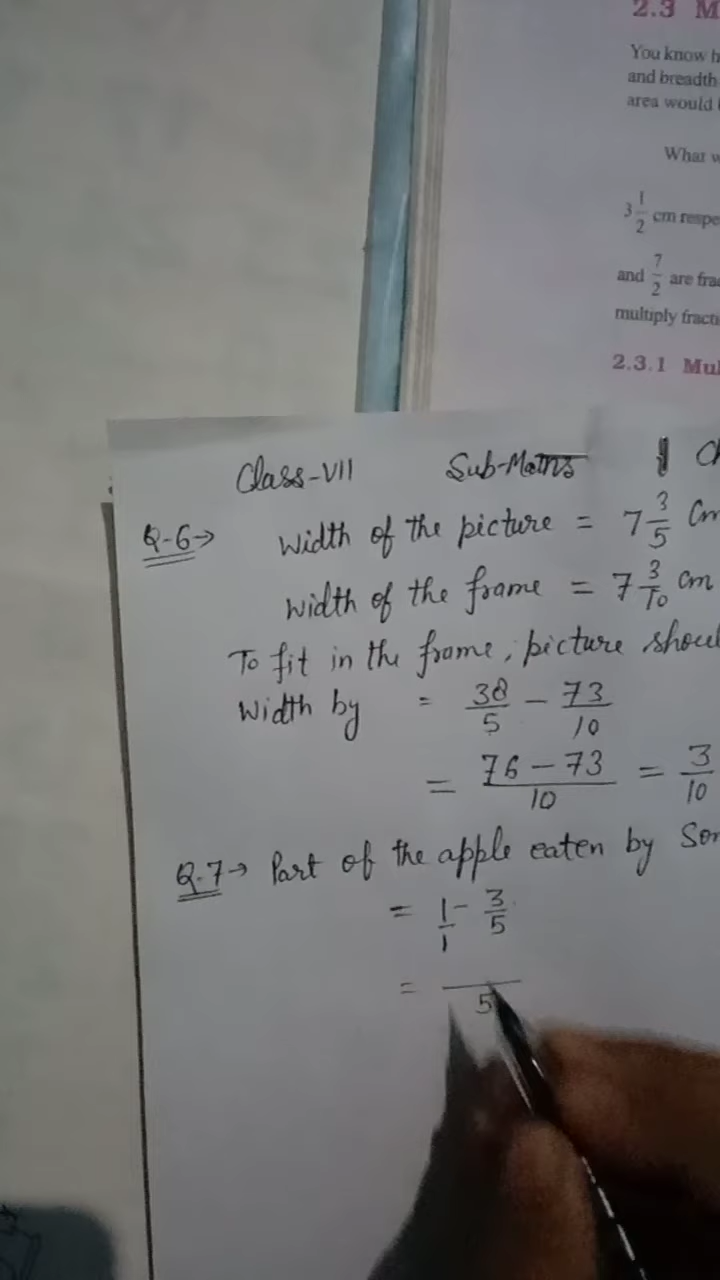 2.3 M
You know h
and breadth
area would
What w
3 1/2 cm respe
and 7/2 are fra
multiply fracti
2.3.1 Mul
Class-VII Sub-Maths Ch
Q-6→ Width of the picture = 7 3/5 Cm
Width of the frame = 7 3/10 cm
To fit in the frame, picture shoul
Width by = 38/5 - 73/10
= 76-73/10 = 3/10
Q.7→ Part of the apple eaten by Som
= 1/1 - 3/5
= /5